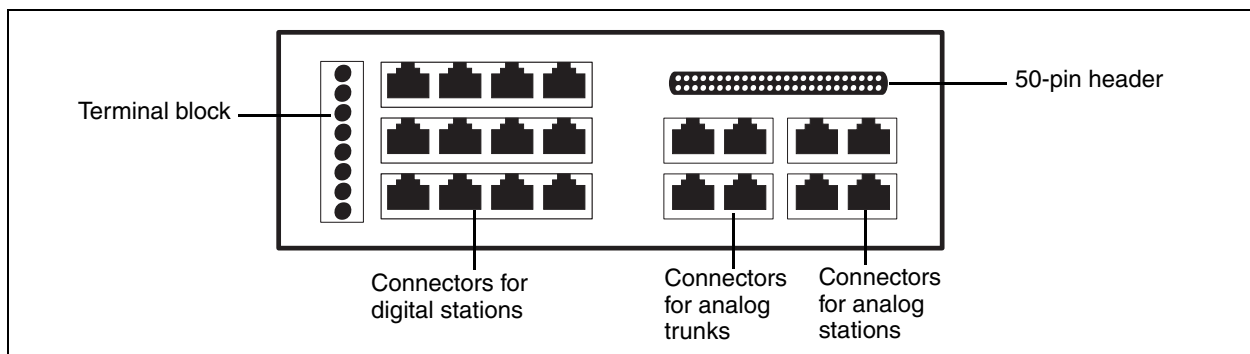 Terminal block
50-pin header
Connectors for
digital stations
Connectors
for analog
trunks
Connectors
for analog
stations